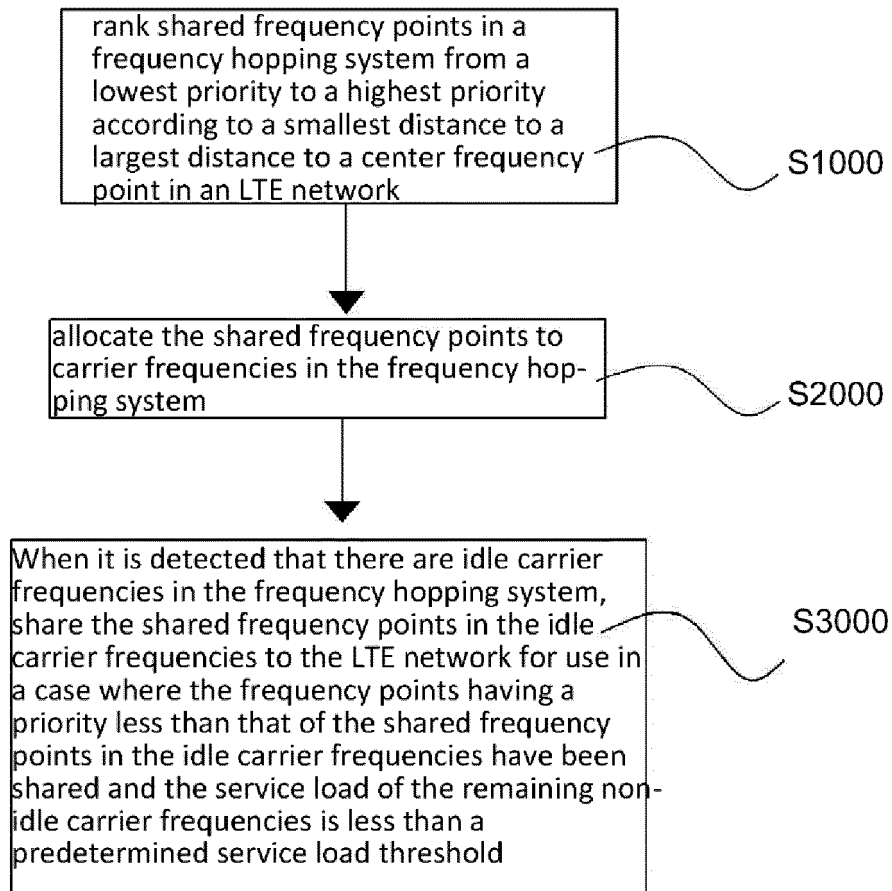 rank shared frequency points in a
frequency hopping system from a
lowest priority to a highest priority
according to a smallest distance to a
largest distance to a center frequency
point in an LTE network
S1000
allocate the shared frequency points to
carrier frequencies in the frequency hop-
ping system
S2000
When it is detected that there are idle carrier
frequencies in the frequency hopping system,
share the shared frequency points in the idle
carrier frequencies to the LTE network for use in
a case where the frequency points having a
priority less than that of the shared frequency
points in the idle carrier frequencies have been
shared and the service load of the remaining non-
idle carrier frequencies is less than a
predetermined service load threshold
S3000